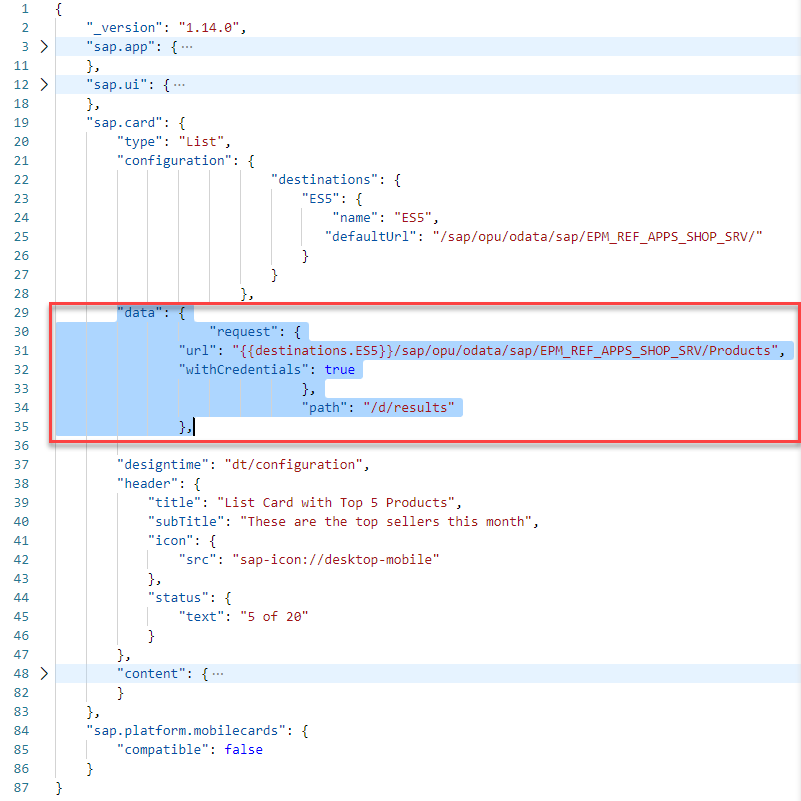 1 {
2 "_version": "1.14.0",
3 "sap.app": { ···
11 },
12 "sap.ui": { ···
18 },
19 "sap.card": {
20 "type": "List",
21 "configuration": {
22 "destinations": {
23 "ES5": {
24 "name": "ES5",
25 "defaultUrl": "/sap/opu/odata/sap/EPM_REF_APPS_SHOP_SRV/"
26 }
27 }
28 },
29 "data": {
30 "request": {
31 "url": "{{destinations.ES5}}/sap/opu/odata/sap/EPM_REF_APPS_SHOP_SRV/Products",
32 "withCredentials": true
33 },
34 "path": "/d/results"
35 },
36
37 "designtime": "dt/configuration",
38 "header": {
39 "title": "List Card with Top 5 Products",
40 "subTitle": "These are the top sellers this month",
41 "icon": {
42 "src": "sap-icon://desktop-mobile"
43 },
44 "status": {
45 "text": "5 of 20"
46 }
47 },
48 "content": { ···
82 }
83 },
84 "sap.platform.mobilecards": {
85 "compatible": false
86 }
87 }